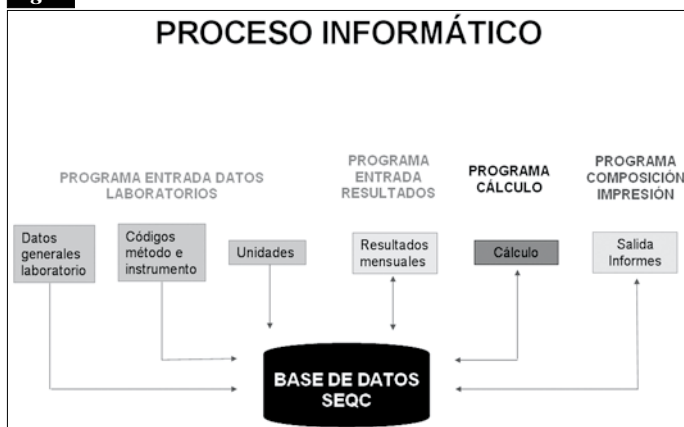 PROCESO INFORMÁTICO
PROGRAMA ENTRADA DATOS
LABORATORIOS
PROGRAMA
ENTRADA
RESULTADOS
PROGRAMA
CÁLCULO
PROGRAMA
COMPOSICIÓN
IMPRESIÓN
Datos
generales
laboratorio
Códigos
método e
instrumento
Unidades
Resultados
mensuales
Cálculo
Salida
Informes
BASE DE DATOS
SEQC